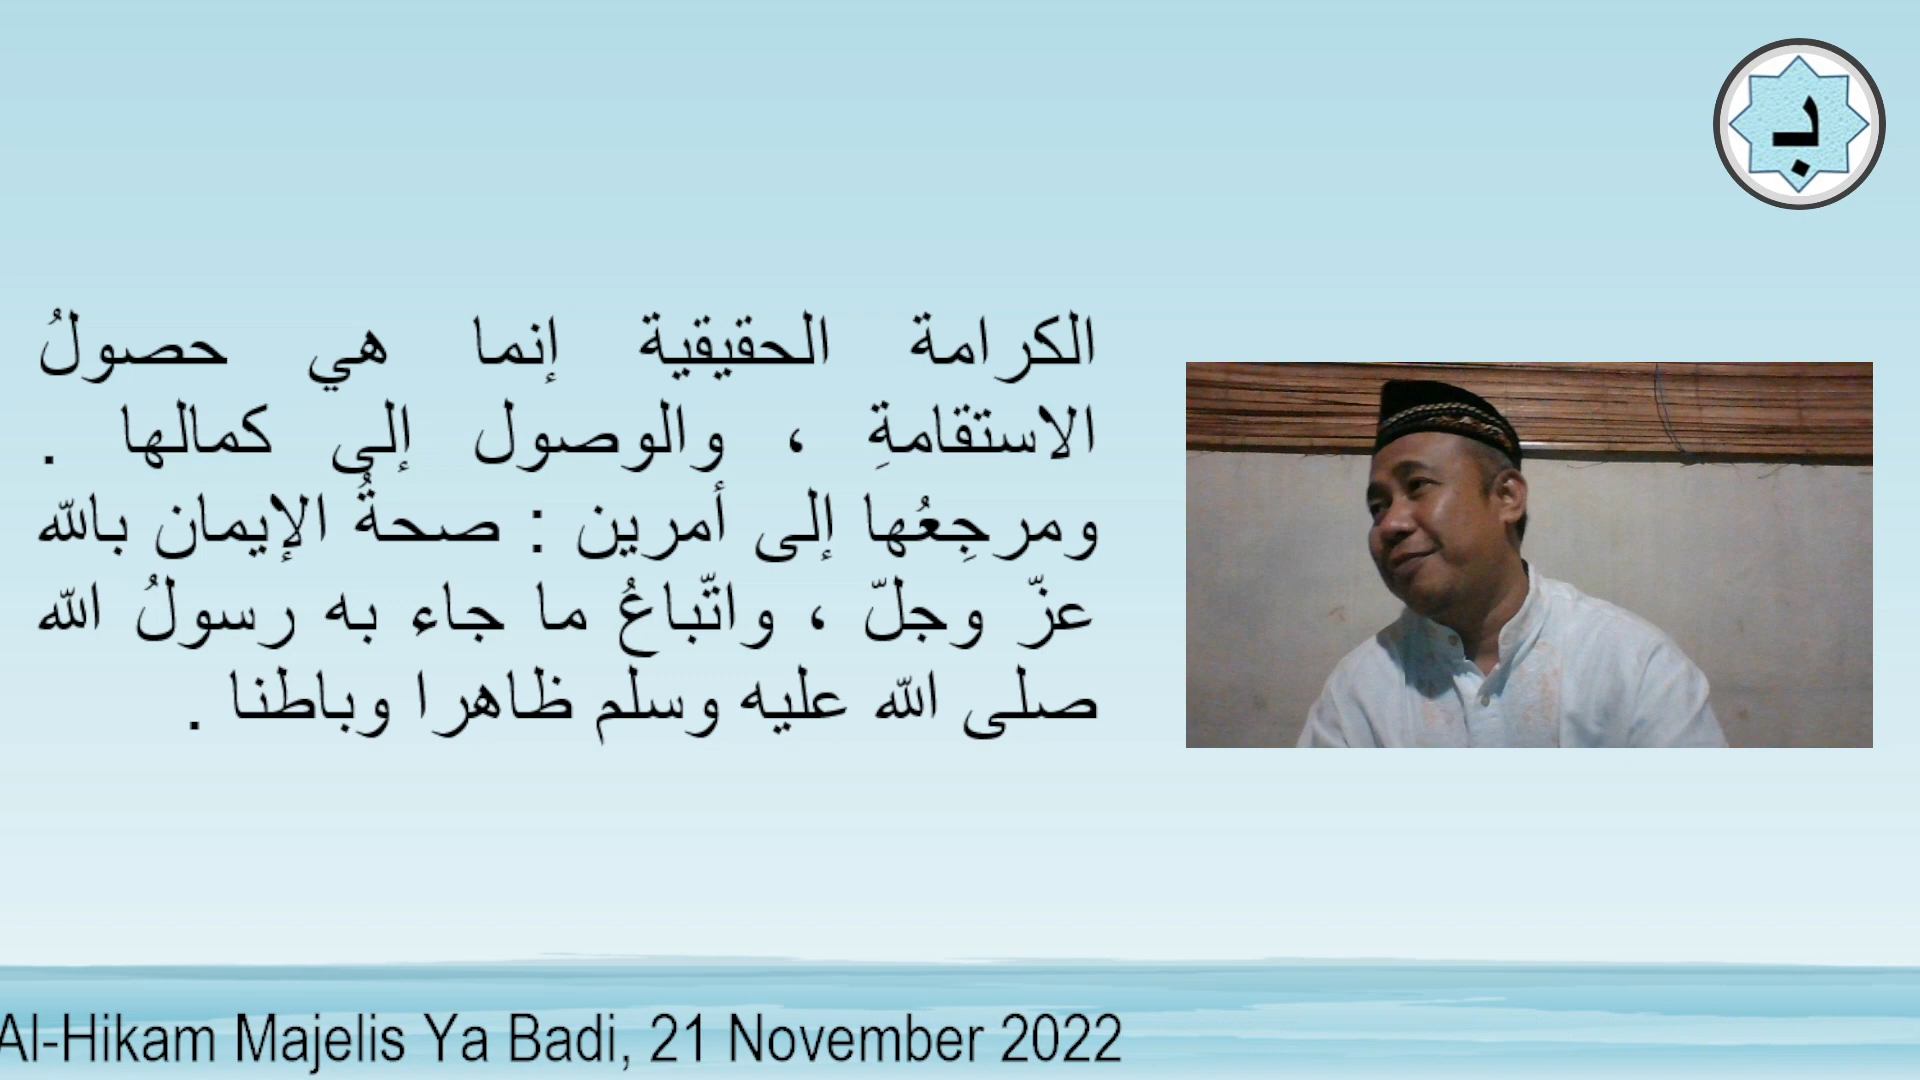 بد
الكرامة الحقيقية إنما هي حصولُ
الاستقامةِ ، والوصول إلى كمالها .
ومرجِعُها إلى أمرين : صحةُ الإيمان بالله
عزّ وجلّ ، واتّباعُ ما جاء به رسولُ الله
صلى الله عليه وسلم ظاهرا وباطنا .
Al-Hikam Majelis Ya Badi, 21 November 2022